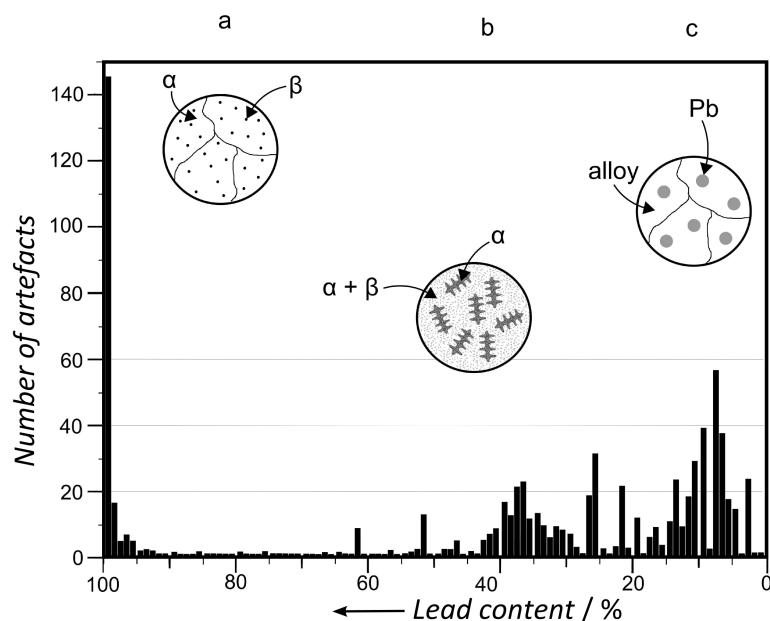 a
b
c
α
β
Pb
alloy
α
α + β
Number of artefacts
140
120
100
80
60
40
20
0
100
80
60
40
20
0
Lead content / %